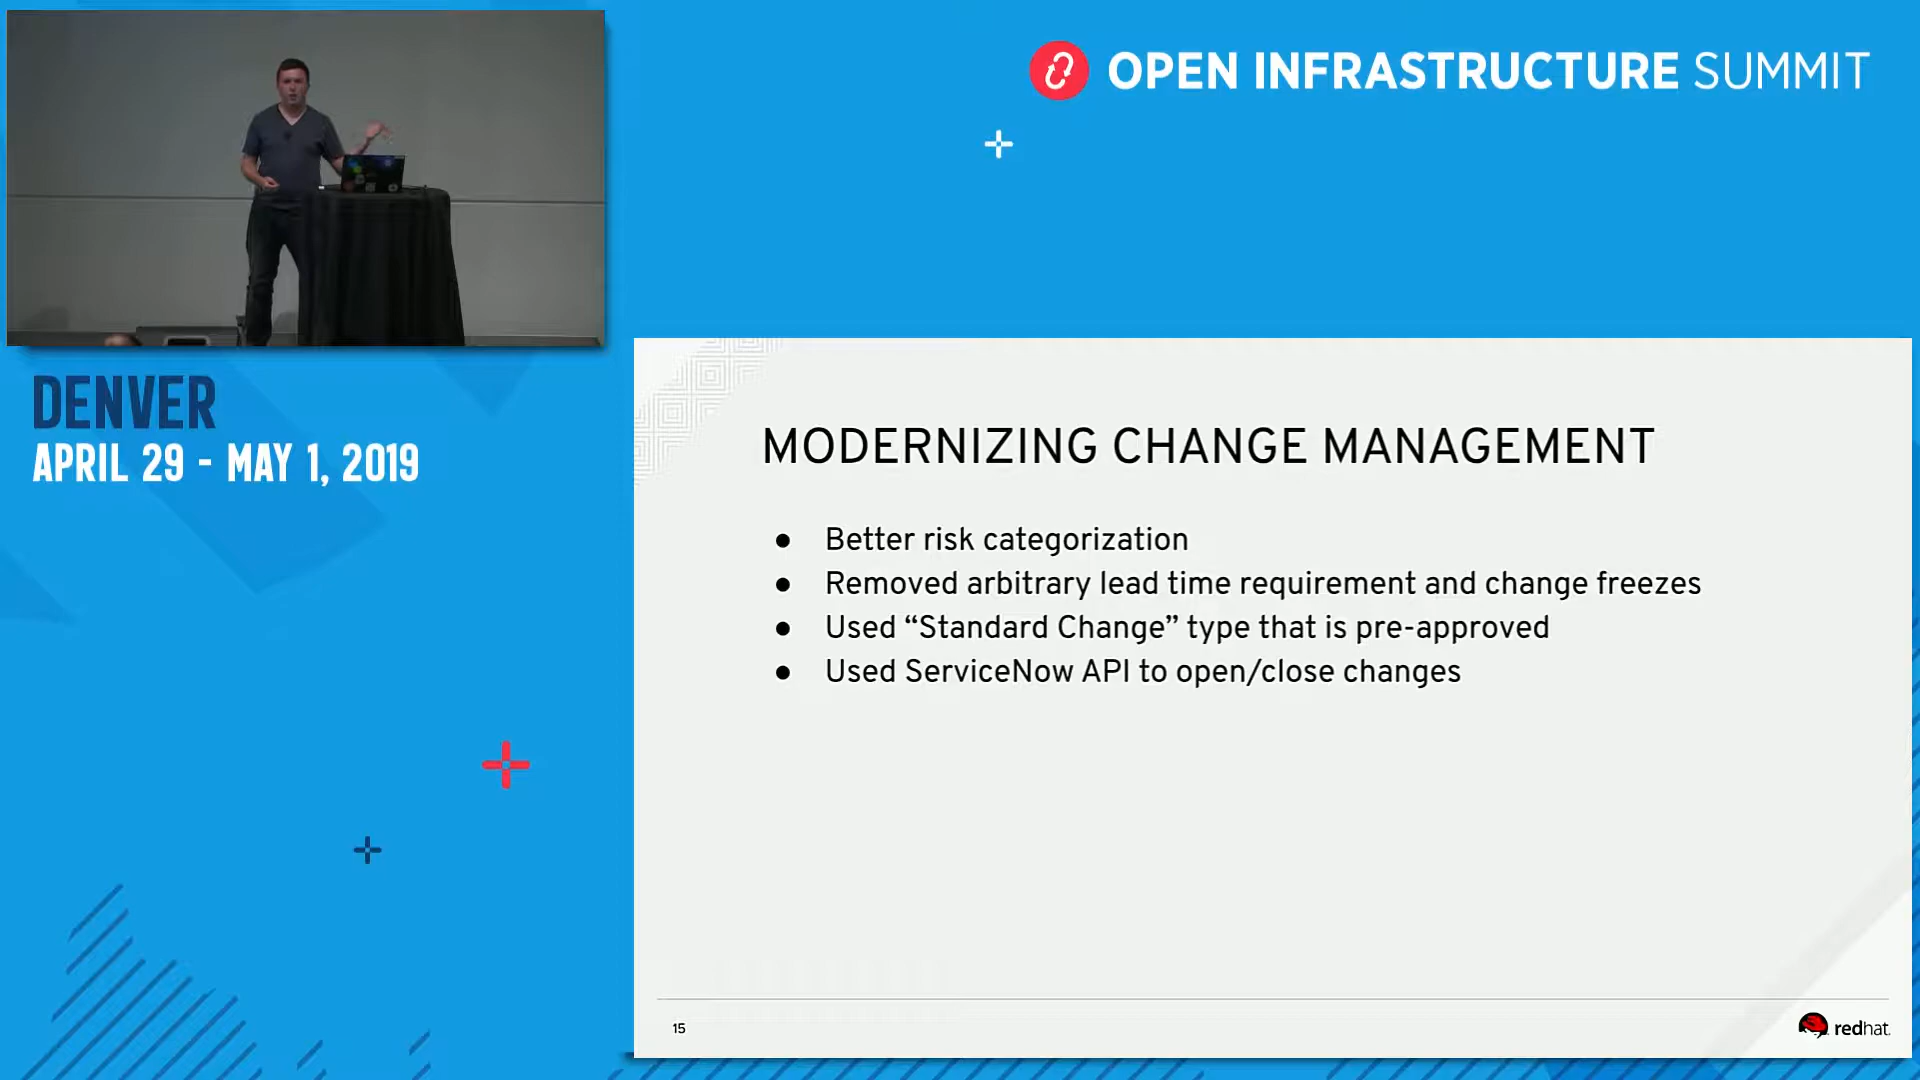 OPEN INFRASTRUCTURE SUMMIT
DENVER
APRIL 29 - MAY 1, 2019
MODERNIZING CHANGE MANAGEMENT
● Better risk categorization
● Removed arbitrary lead time requirement and change freezes
● Used “Standard Change” type that is pre-approved
● Used ServiceNow API to open/close changes
15
redhat.